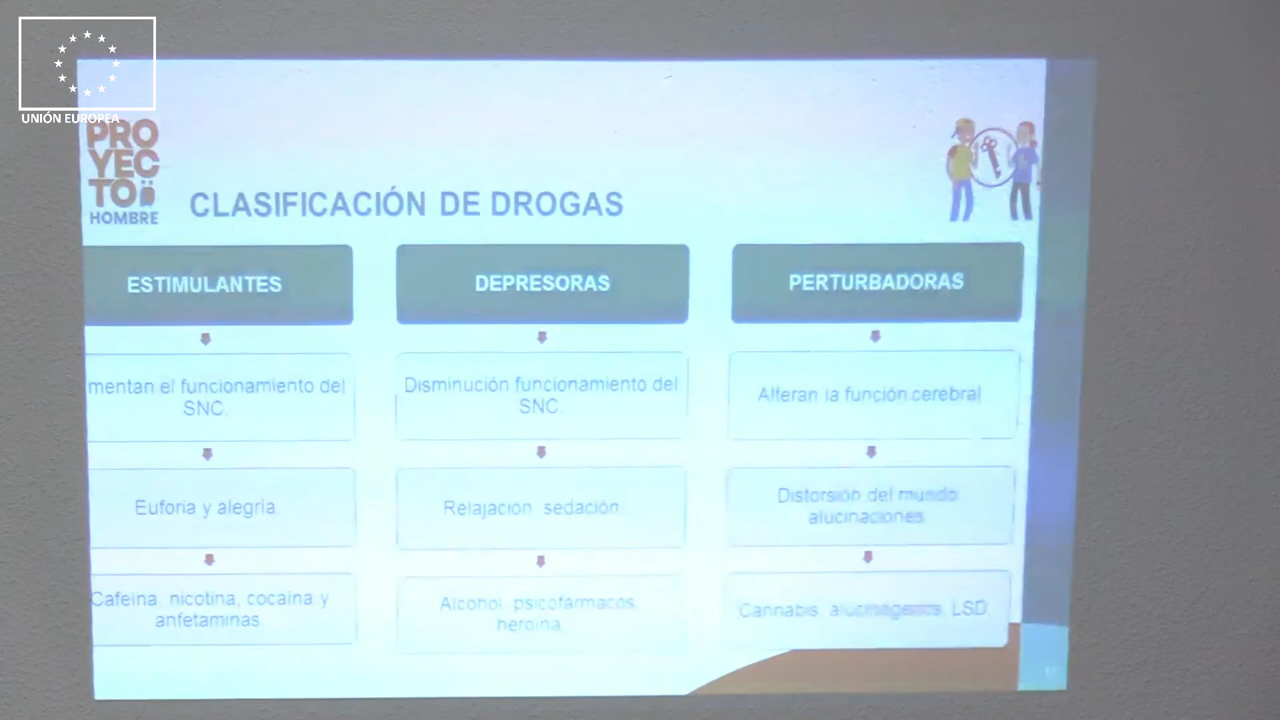 UNIÓN EUROPEA
PRO
YEC
TO
HOMBRE
CLASIFICACIÓN DE DROGAS
ESTIMULANTES
mentan el funcionamiento del
SNC.
Euforia y alegría
Cafeína, nicotina, cocaína y
anfetaminas.
DEPRESORAS
Disminución funcionamiento del
SNC.
Relajación, sedación.
Alcohol, psicofármacos,
heroína.
PERTURBADORAS
Alteran la función cerebral
Distorsión del mundo
alucinaciones
Cannabis, alucinógenos, LSD